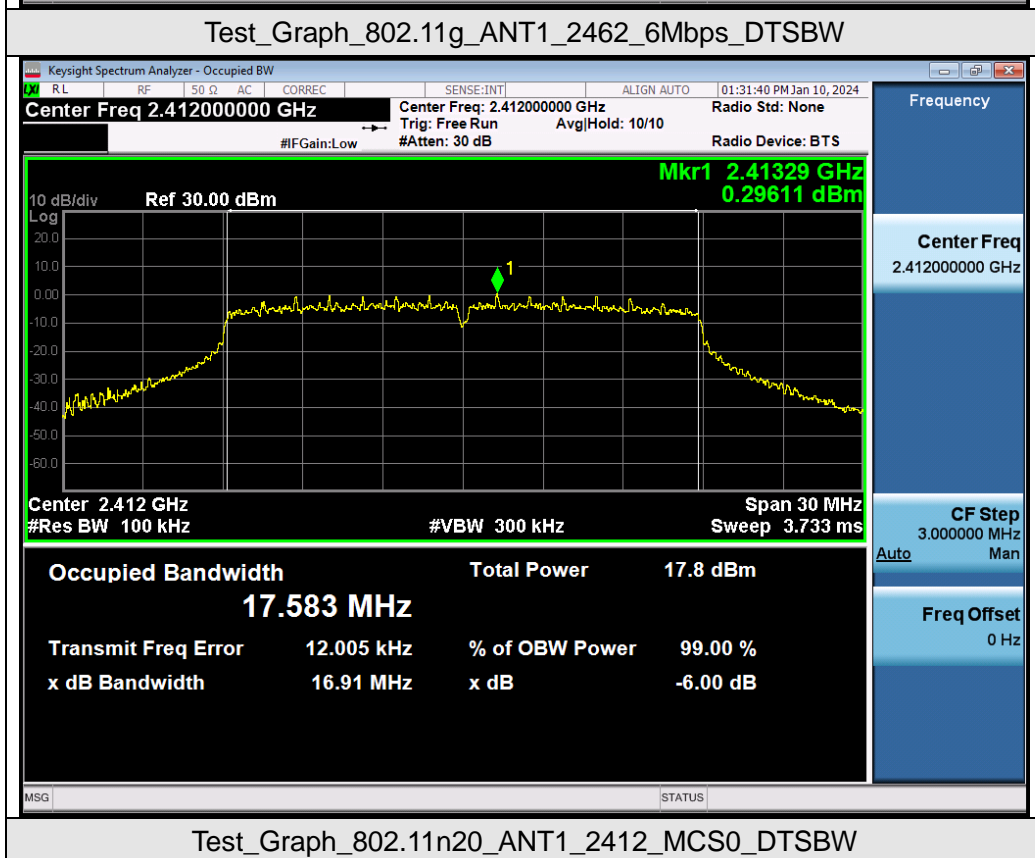 Test_Graph_802.11g_ANT1_2462_6Mbps_DTSBW
Keysight Spectrum Analyzer - Occupied BW
LXI RL RF 50 Ω AC CORREC SENSE:INT ALIGN AUTO 01:31:40 PM Jan 10, 2024
Center Freq 2.412000000 GHz
Center Freq: 2.412000000 GHz Radio Std: None
Trig: Free Run Avg|Hold: 10/10
#IFGain:Low #Atten: 30 dB Radio Device: BTS
Mkr1 2.41329 GHz
0.29611 dBm
10 dB/div Ref 30.00 dBm
Log
20.0
10.0
0.00
-10.0
-20.0
-30.0
-40.0
-50.0
-60.0
1
Center 2.412 GHz Span 30 MHz
#Res BW 100 kHz #VBW 300 kHz Sweep 3.733 ms
Occupied Bandwidth Total Power 17.8 dBm
17.583 MHz
Transmit Freq Error 12.005 kHz % of OBW Power 99.00 %
x dB Bandwidth 16.91 MHz x dB -6.00 dB
Frequency
Center Freq
2.412000000 GHz
CF Step
3.000000 MHz
Auto Man
Freq Offset
0 Hz
MSG STATUS
Test_Graph_802.11n20_ANT1_2412_MCS0_DTSBW